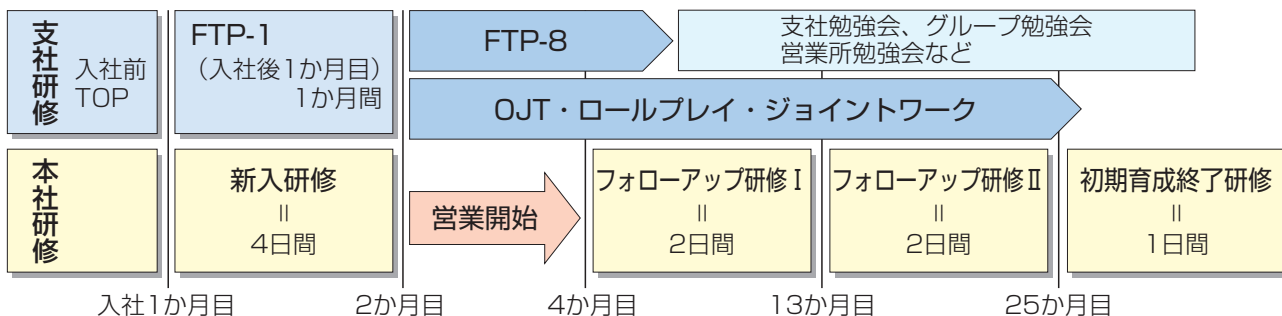 支社研修
入社前
TOP
FTP-1
（入社後1か月目）
1か月間
FTP-8
支社勉強会、グループ勉強会
営業所勉強会など
OJT・ロールプレイ・ジョイントワーク
本社研修
新入研修
＝
4日間
営業開始
フォローアップ研修Ⅰ
＝
2日間
フォローアップ研修Ⅱ
＝
2日間
初期育成終了研修
＝
1日間
入社1か月目
2か月目
4か月目
13か月目
25か月目